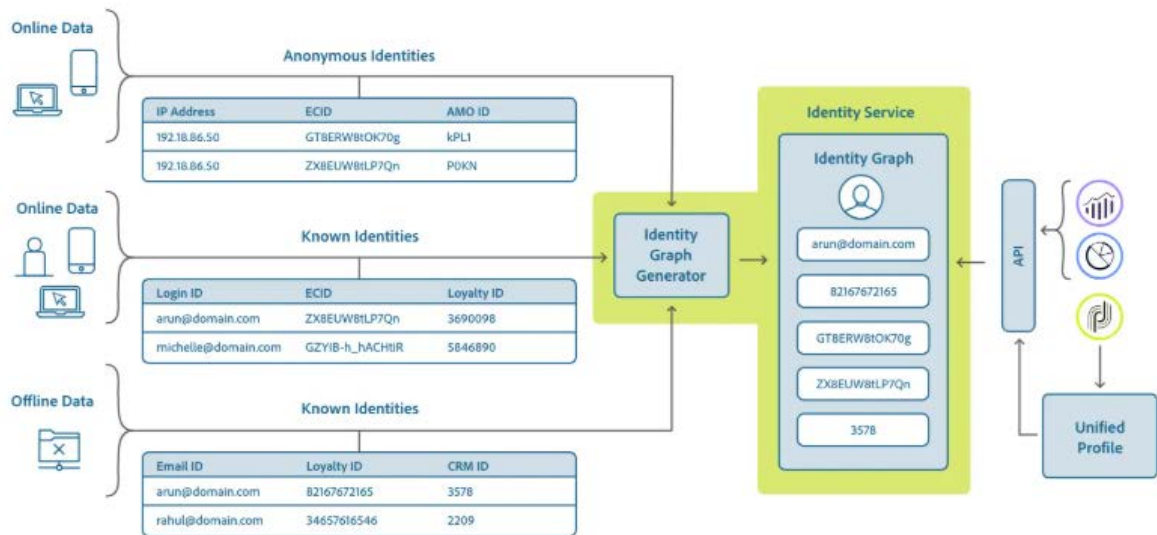 Online Data
Anonymous Identities
IP Address ECID AMO ID
192.18.86.50 GT8ERW8tOK70g kPL1
192.18.86.50 ZX8EUW8tLP7Qn P0KN
Online Data
Known Identities
Login ID ECID Loyalty ID
arun@domain.com ZX8EUW8tLP7Qn 3690098
michelle@domain.com GZYIB-h_hACHtiR 5846890
Offline Data
Known Identities
Email ID Loyalty ID CRM ID
arun@domain.com 82167672165 3578
rahul@domain.com 34657616546 2209
Identity
Graph
Generator
Identity Service
Identity Graph
arun@domain.com
82167672165
GT8ERW8tOK70g
ZX8EUW8tLP7Qn
3578
API
Unified
Profile